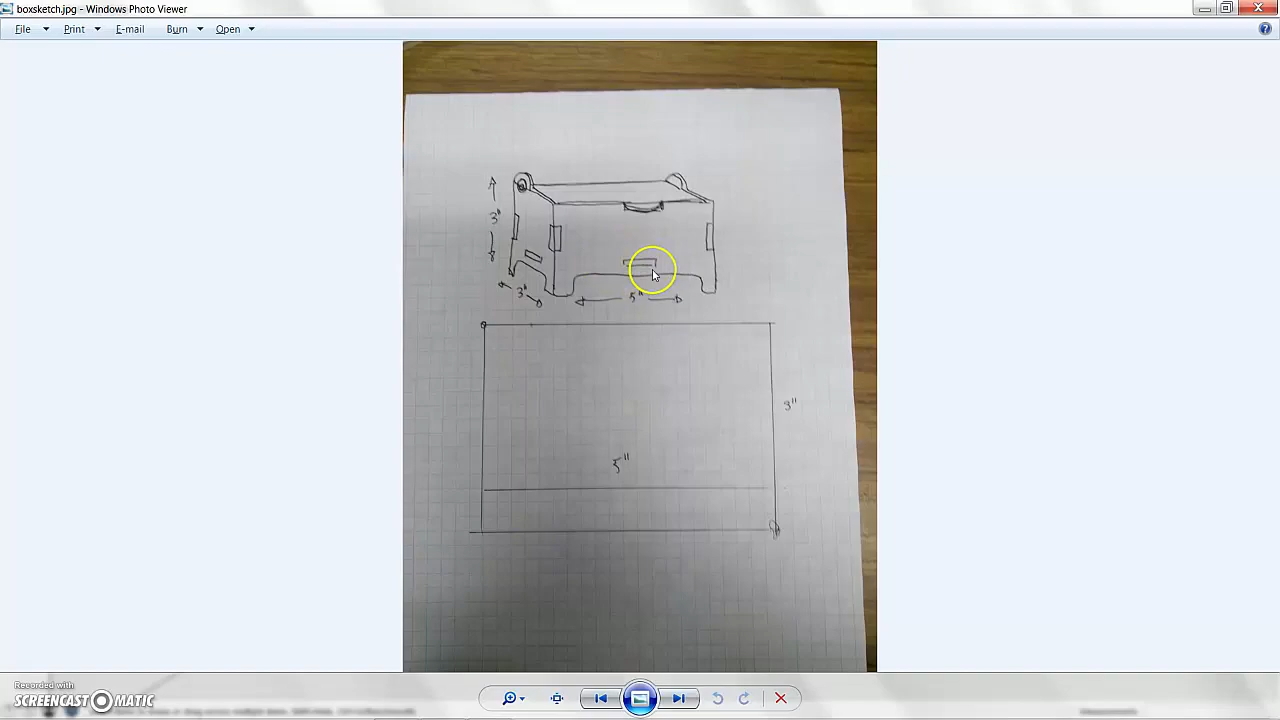 boxsketch.jpg - Windows Photo Viewer
File Print E-mail Burn Open
3"
3"
5"
3"
5"
Recorded with
SCREENCAST-O-MATIC